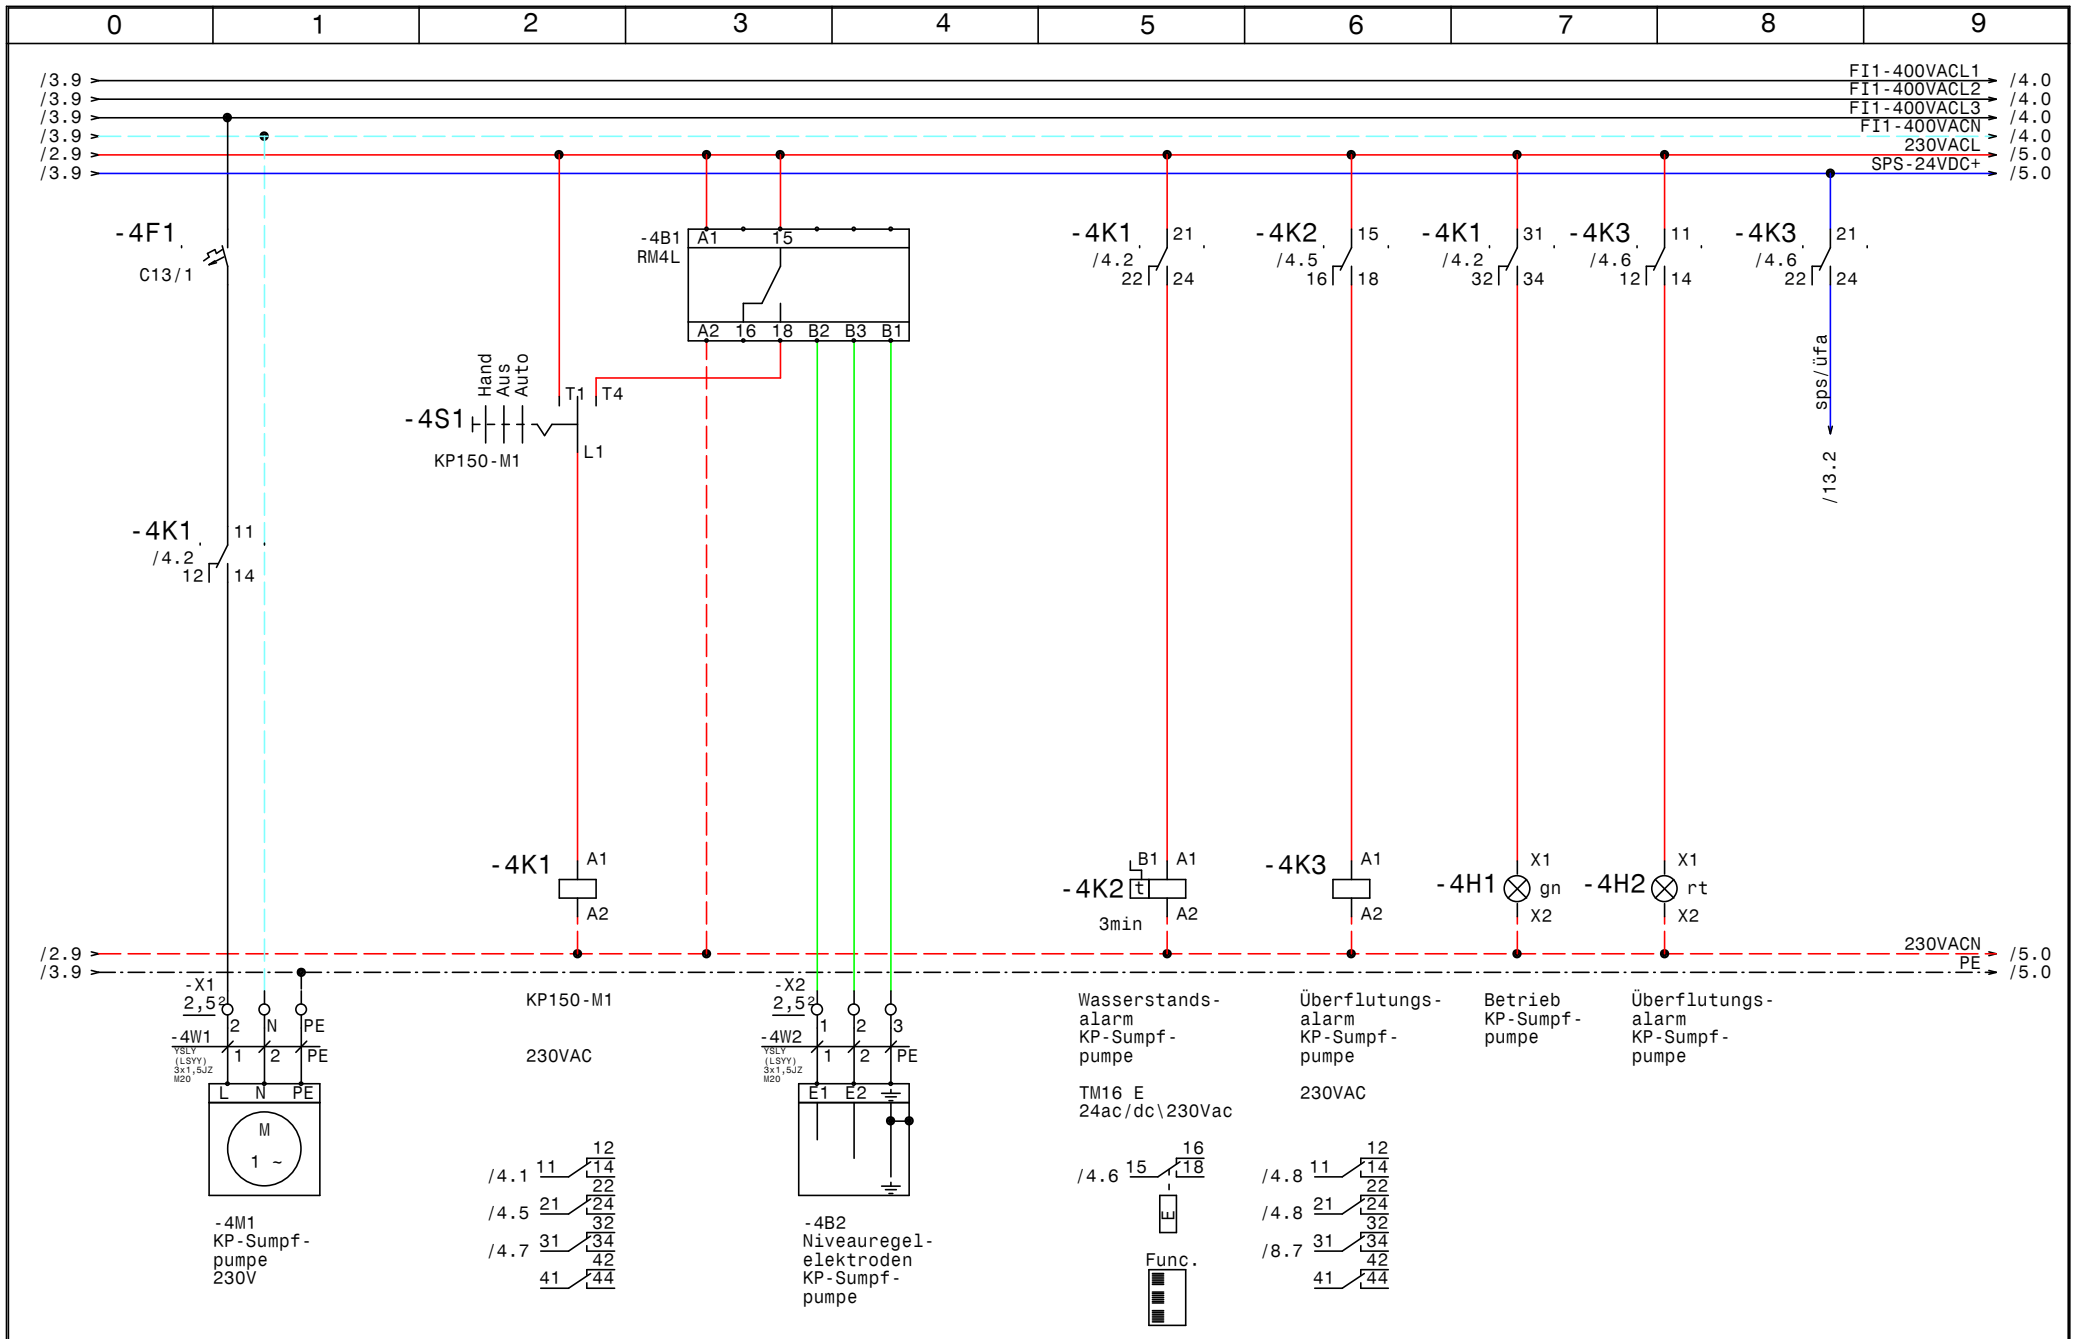 0 1 2 3 4 5 6 7 8 9
/3.9 FI1-400VACL1 /4.0
/3.9 FI1-400VACL2 /4.0
/3.9 FI1-400VACL3 /4.0
/3.9 FI1-400VACN /4.0
/2.9 230VACL /5.0
/3.9 SPS-24VDC+ /5.0
-4F1
C13/1
-4B1
RM4L
A1 15
A2 16 18 B2 B3 B1
-4K1 21
/4.2
22 24
-4K2 15
/4.5
16 18
-4K1 31
/4.2
32 34
-4K3 11
/4.6
12 14
-4K3 21
/4.6
22 24
sps/üfa
/13.2
Hand
Aus
Auto
T1 T4
-4S1
L1
KP150-M1
-4K1 11
/4.2
12 14
-4K1 A1
A2
B1 A1
-4K2 t
A2
3min
-4K3 A1
A2
X1
-4H1 gn
X2
X1
-4H2 rt
X2
/2.9 230VACN /5.0
/3.9 PE /5.0
-X1
2,5²
2 N PE
-4W1
YSLY
(LSYY)
3x1,5JZ
M20
1 2 PE
L N PE
M
1 ~
-4M1
KP-Sumpf-
pumpe
230V
KP150-M1
230VAC
12
/4.1 11 14
22
/4.5 21 24
32
/4.7 31 34
42
41 44
-X2
2,5²
1 2 3
-4W2
YSLY
(LSYY)
3x1,5JZ
M20
1 2 PE
E1 E2
-4B2
Niveauregel-
elektroden
KP-Sumpf-
pumpe
Wasserstands-
alarm
KP-Sumpf-
pumpe
TM16 E
24ac/dc\230Vac
16
/4.6 15 18
E
Func.
Überflutungs-
alarm
KP-Sumpf-
pumpe
230VAC
12
/4.8 11 14
22
/4.8 21 24
32
/8.7 31 34
42
41 44
Betrieb
KP-Sumpf-
pumpe
Überflutungs-
alarm
KP-Sumpf-
pumpe